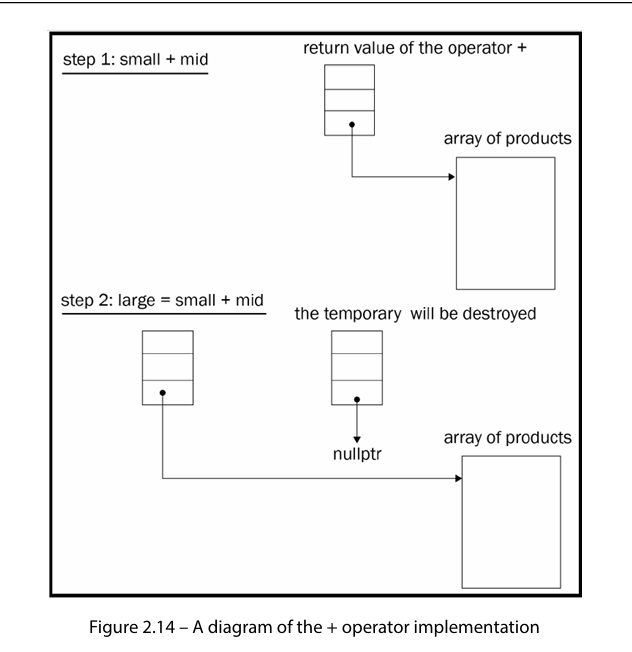 step 1: small + mid
return value of the operator +
array of products
step 2: large = small + mid
the temporary will be destroyed
nullptr
array of products
Figure 2.14 – A diagram of the + operator implementation